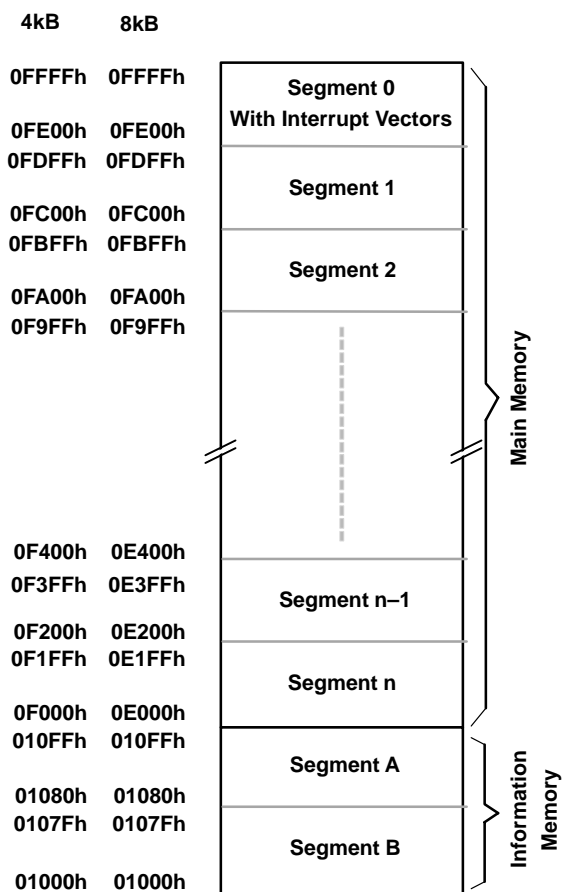 4kB 8kB
0FFFFh 0FFFFh
Segment 0
With Interrupt Vectors
0FE00h 0FE00h
0FDFFh 0FDFFh
Segment 1
0FC00h 0FC00h
0FBFFh 0FBFFh
Segment 2
0FA00h 0FA00h
0F9FFh 0F9FFh
Main Memory
0F400h 0E400h
0F3FFh 0E3FFh
Segment n–1
0F200h 0E200h
0F1FFh 0E1FFh
Segment n
0F000h 0E000h
010FFh 010FFh
Segment A
01080h 01080h
0107Fh 0107Fh
Segment B
01000h 01000h
Information
Memory